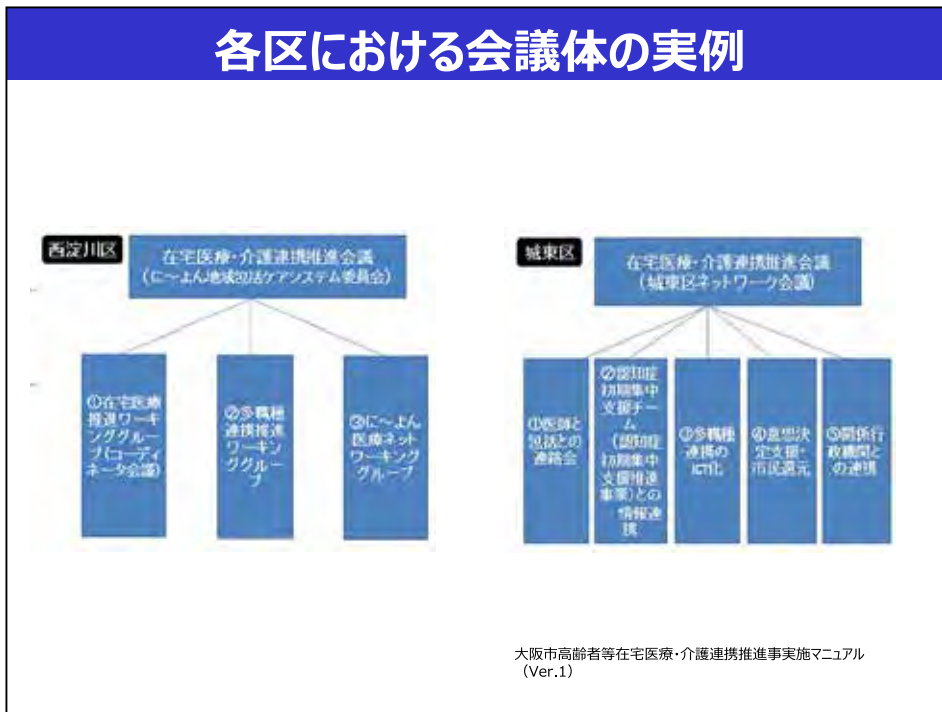 各区における会議体の実例
西淀川区
在宅医療・介護連携推進会議
(に～よん地域包括ケアシステム委員会)
①在宅医療
推進ワーキ
ンググルー
プ(コーディ
ネータ会議)
②多職種
連携推進
ワーキン
ググルー
プ
③に～よん
医療ネット
ワーキング
グループ
城東区
在宅医療・介護連携推進会議
(城東区ネットワーク会議)
①医師と
包括との
連絡会
②認知症
初期集中
支援チー
ム
(認知症
初期集中
支援推進
事業)との
情報連
携
③多職種
連携の
ICT化
④意思決
定支援・
市民還元
⑤関係行
政機関と
の連携
大阪市高齢者等在宅医療・介護連携推進事実施マニュアル
(Ver.1)